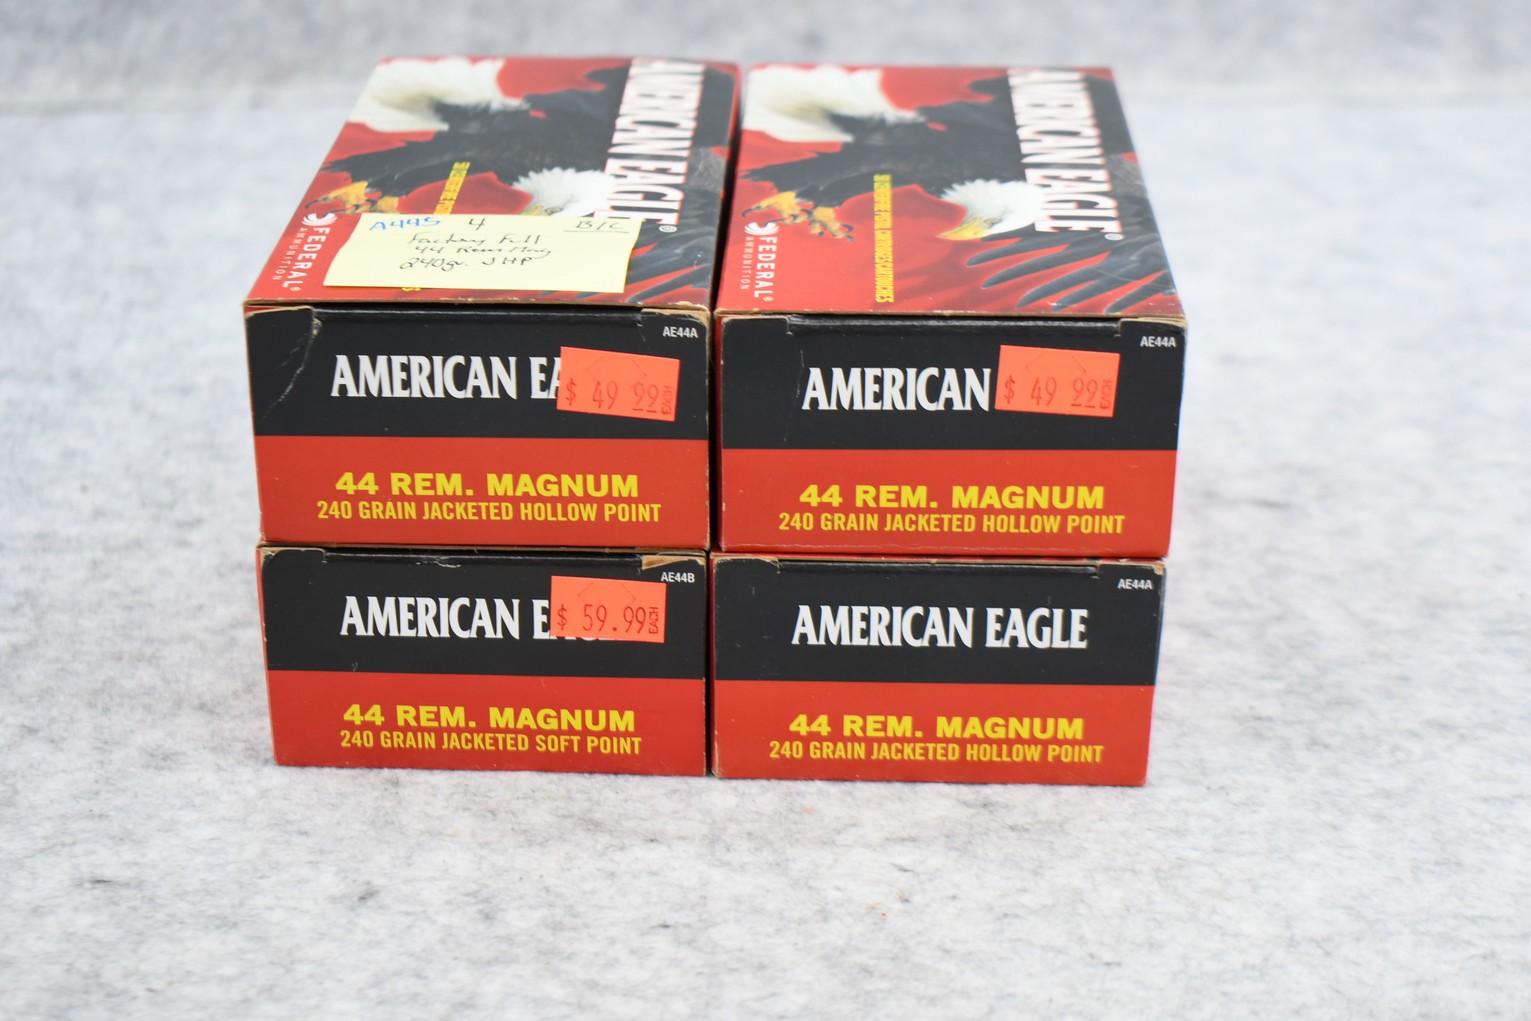 AMERICAN EAGLE®
FEDERAL®
AMMUNITION
A445 4 B/C
Factory Full
44 Rem Mag
240gr. JHP
AMERICAN EAGLE®
FEDERAL®
AMMUNITION
AE44A
AMERICAN EA
$ 49 99 EACH
44 REM. MAGNUM
240 GRAIN JACKETED HOLLOW POINT
AE44A
AMERICAN
$ 49 99 EACH
44 REM. MAGNUM
240 GRAIN JACKETED HOLLOW POINT
AE44B
AMERICAN E
$ 59.99 EACH
44 REM. MAGNUM
240 GRAIN JACKETED SOFT POINT
AE44A
AMERICAN EAGLE
44 REM. MAGNUM
240 GRAIN JACKETED HOLLOW POINT